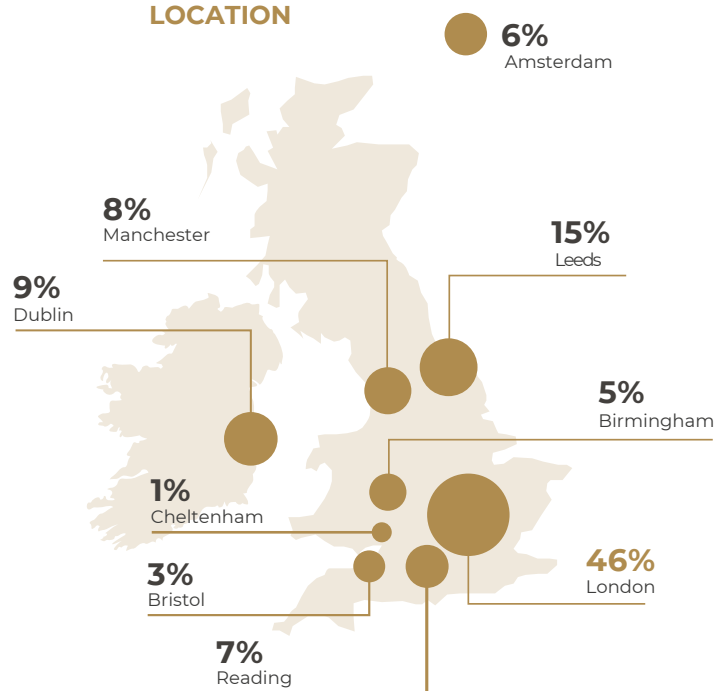 LOCATION
6%
Amsterdam
8%
Manchester
15%
Leeds
9%
Dublin
5%
Birmingham
1%
Cheltenham
46%
London
3%
Bristol
7%
Reading